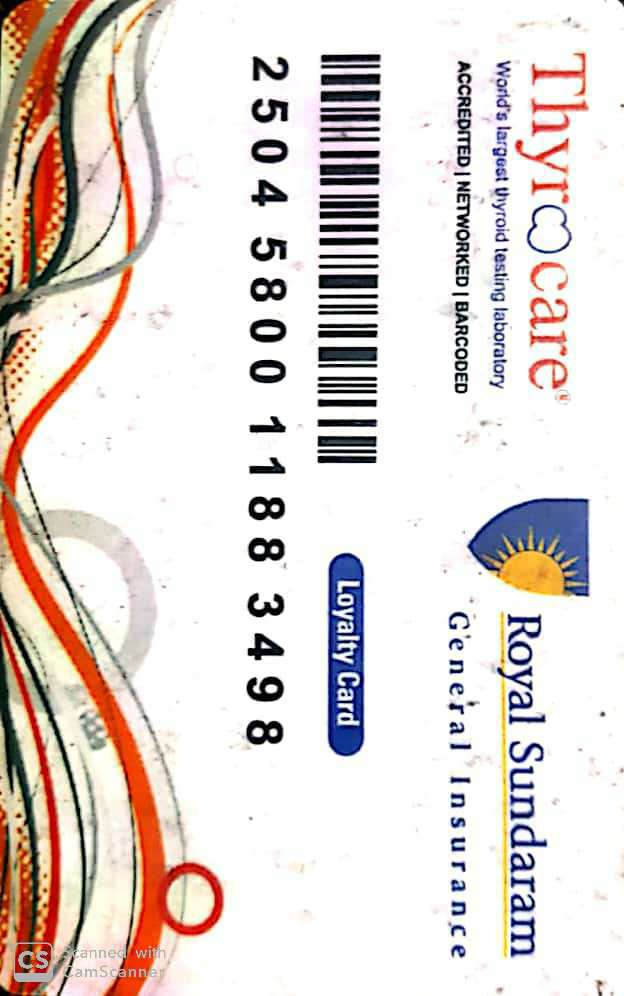 Thyrocare®
World's largest thyroid testing laboratory
ACCREDITED | NETWORKED | BARCODED
Royal Sundaram
General Insurance
Loyalty Card
2504 5800 1188 3498
CS Scanned with
CamScanner